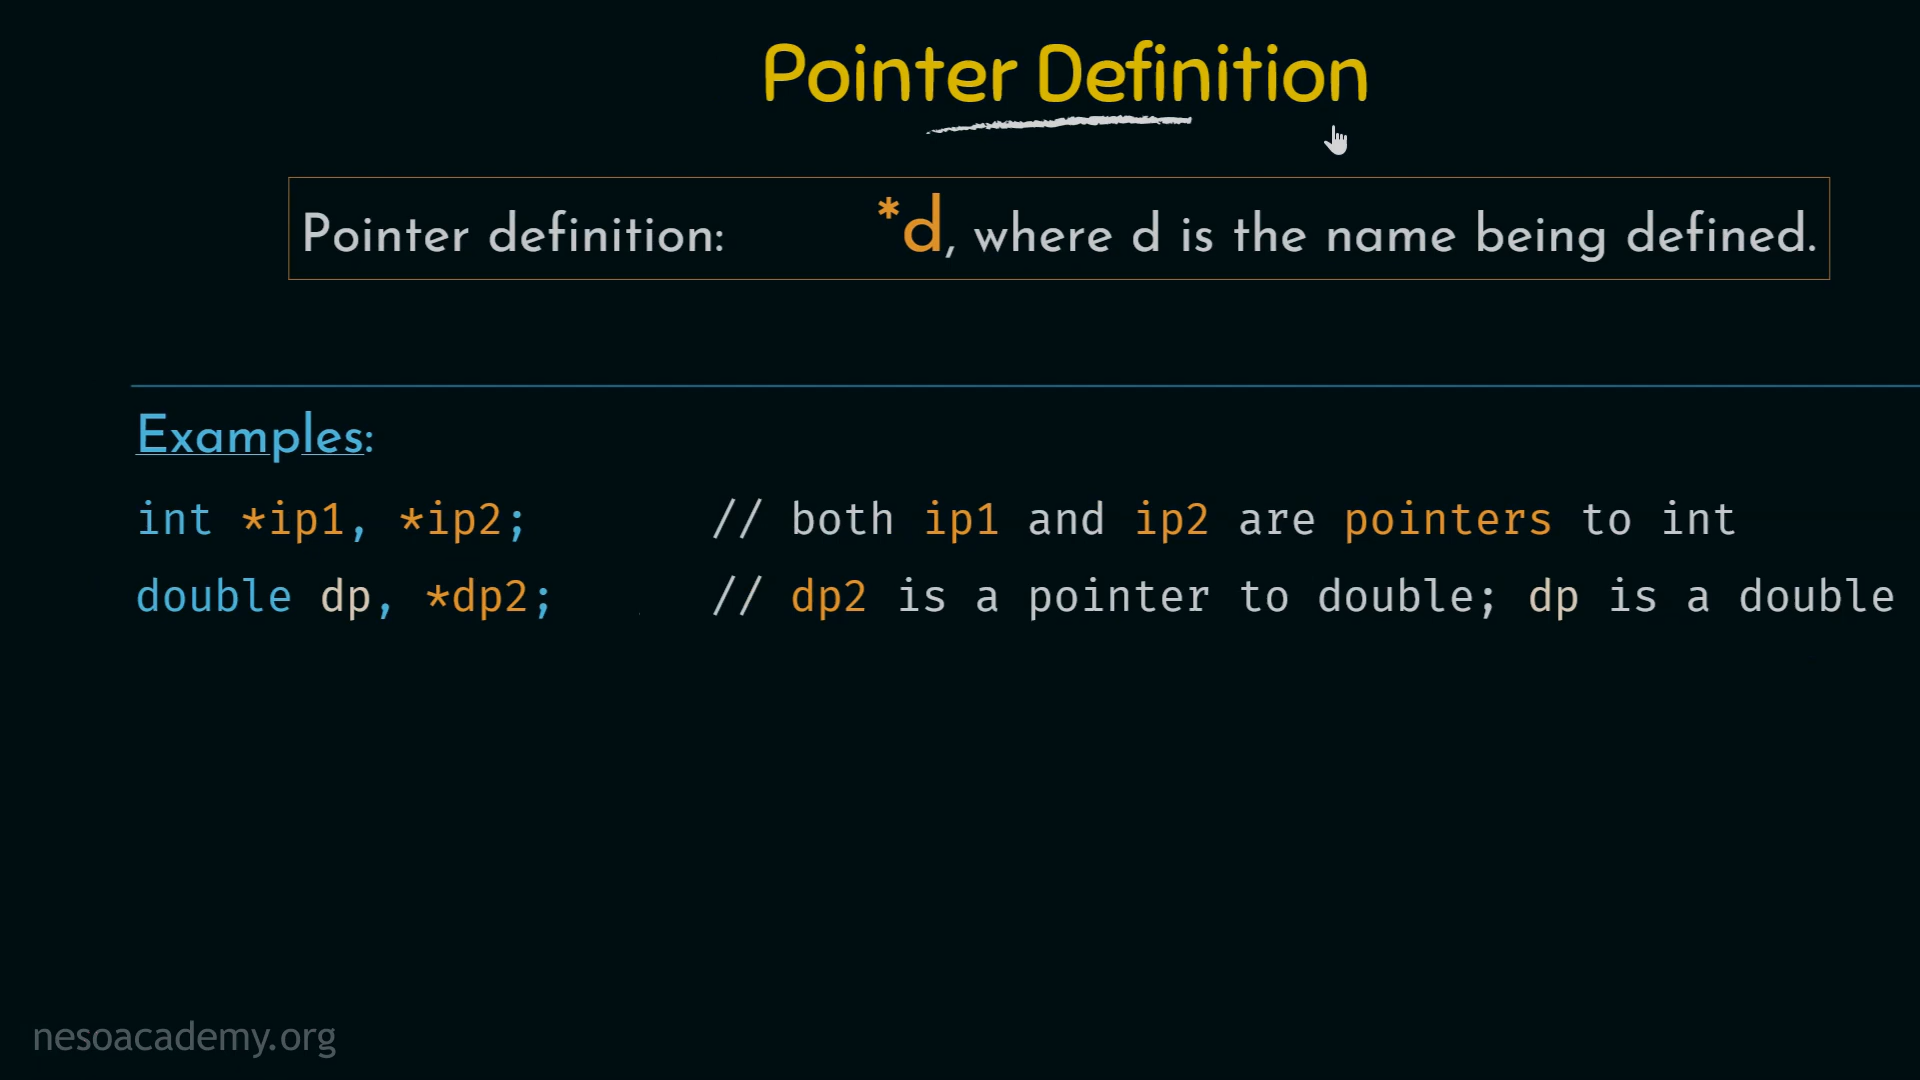 Pointer Definition
Pointer definition: *d, where d is the name being defined.
Examples:
int *ip1, *ip2; // both ip1 and ip2 are pointers to int
double dp, *dp2; // dp2 is a pointer to double; dp is a double
nesoacademy.org